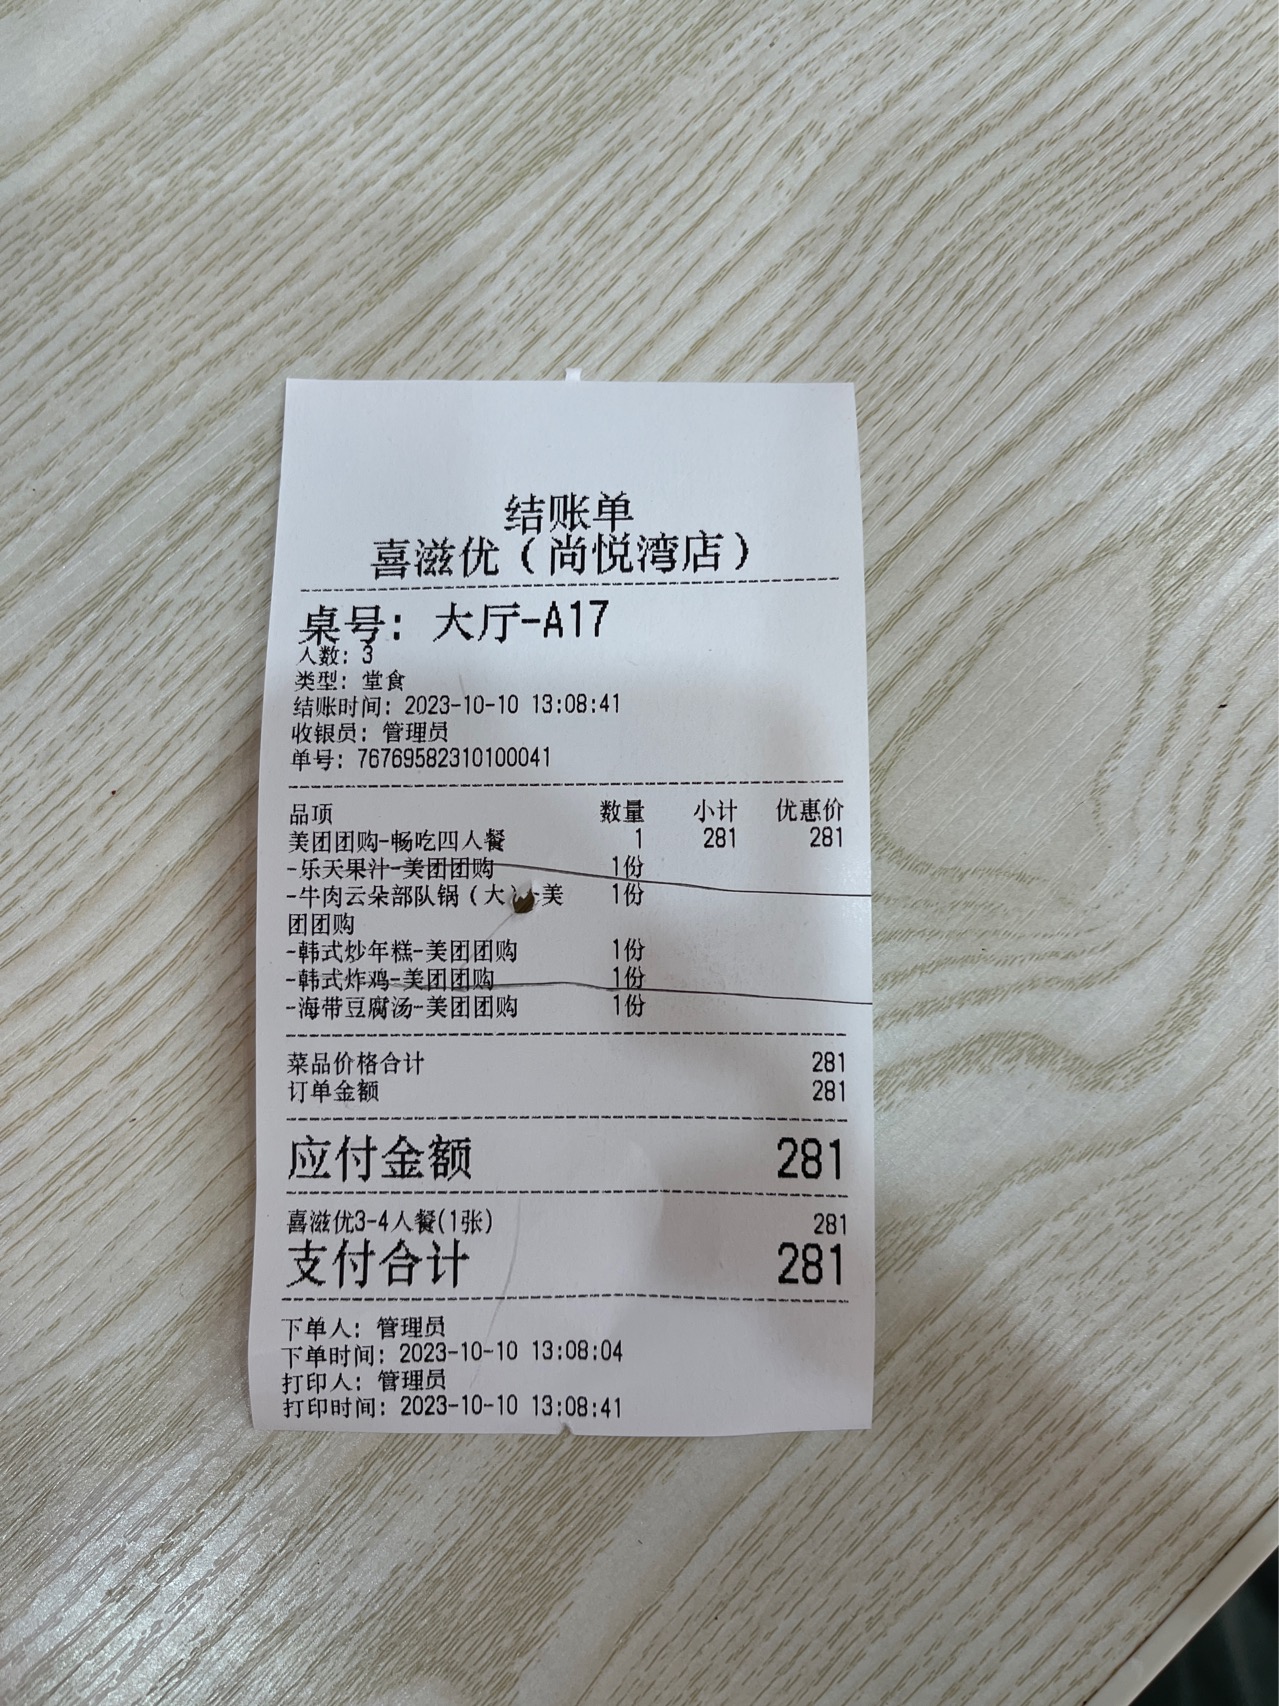 结账单
喜滋优（尚悦湾店）
桌号：大厅-A17
人数：3
类型：堂食
结账时间：2023-10-10 13:08:41
收银员：管理员
单号：76769582310100041
品项 数量 小计 优惠价
美团团购-畅吃四人餐 1 281 281
-乐天果汁-美团团购 1份
-牛肉云朵部队锅（大）-美 1份
团团购
-韩式炒年糕-美团团购 1份
-韩式炸鸡-美团团购 1份
-海带豆腐汤-美团团购 1份
菜品价格合计 281
订单金额 281
应付金额 281
喜滋优3-4人餐(1张) 281
支付合计 281
下单人：管理员
下单时间：2023-10-10 13:08:04
打印人：管理员
打印时间：2023-10-10 13:08:41